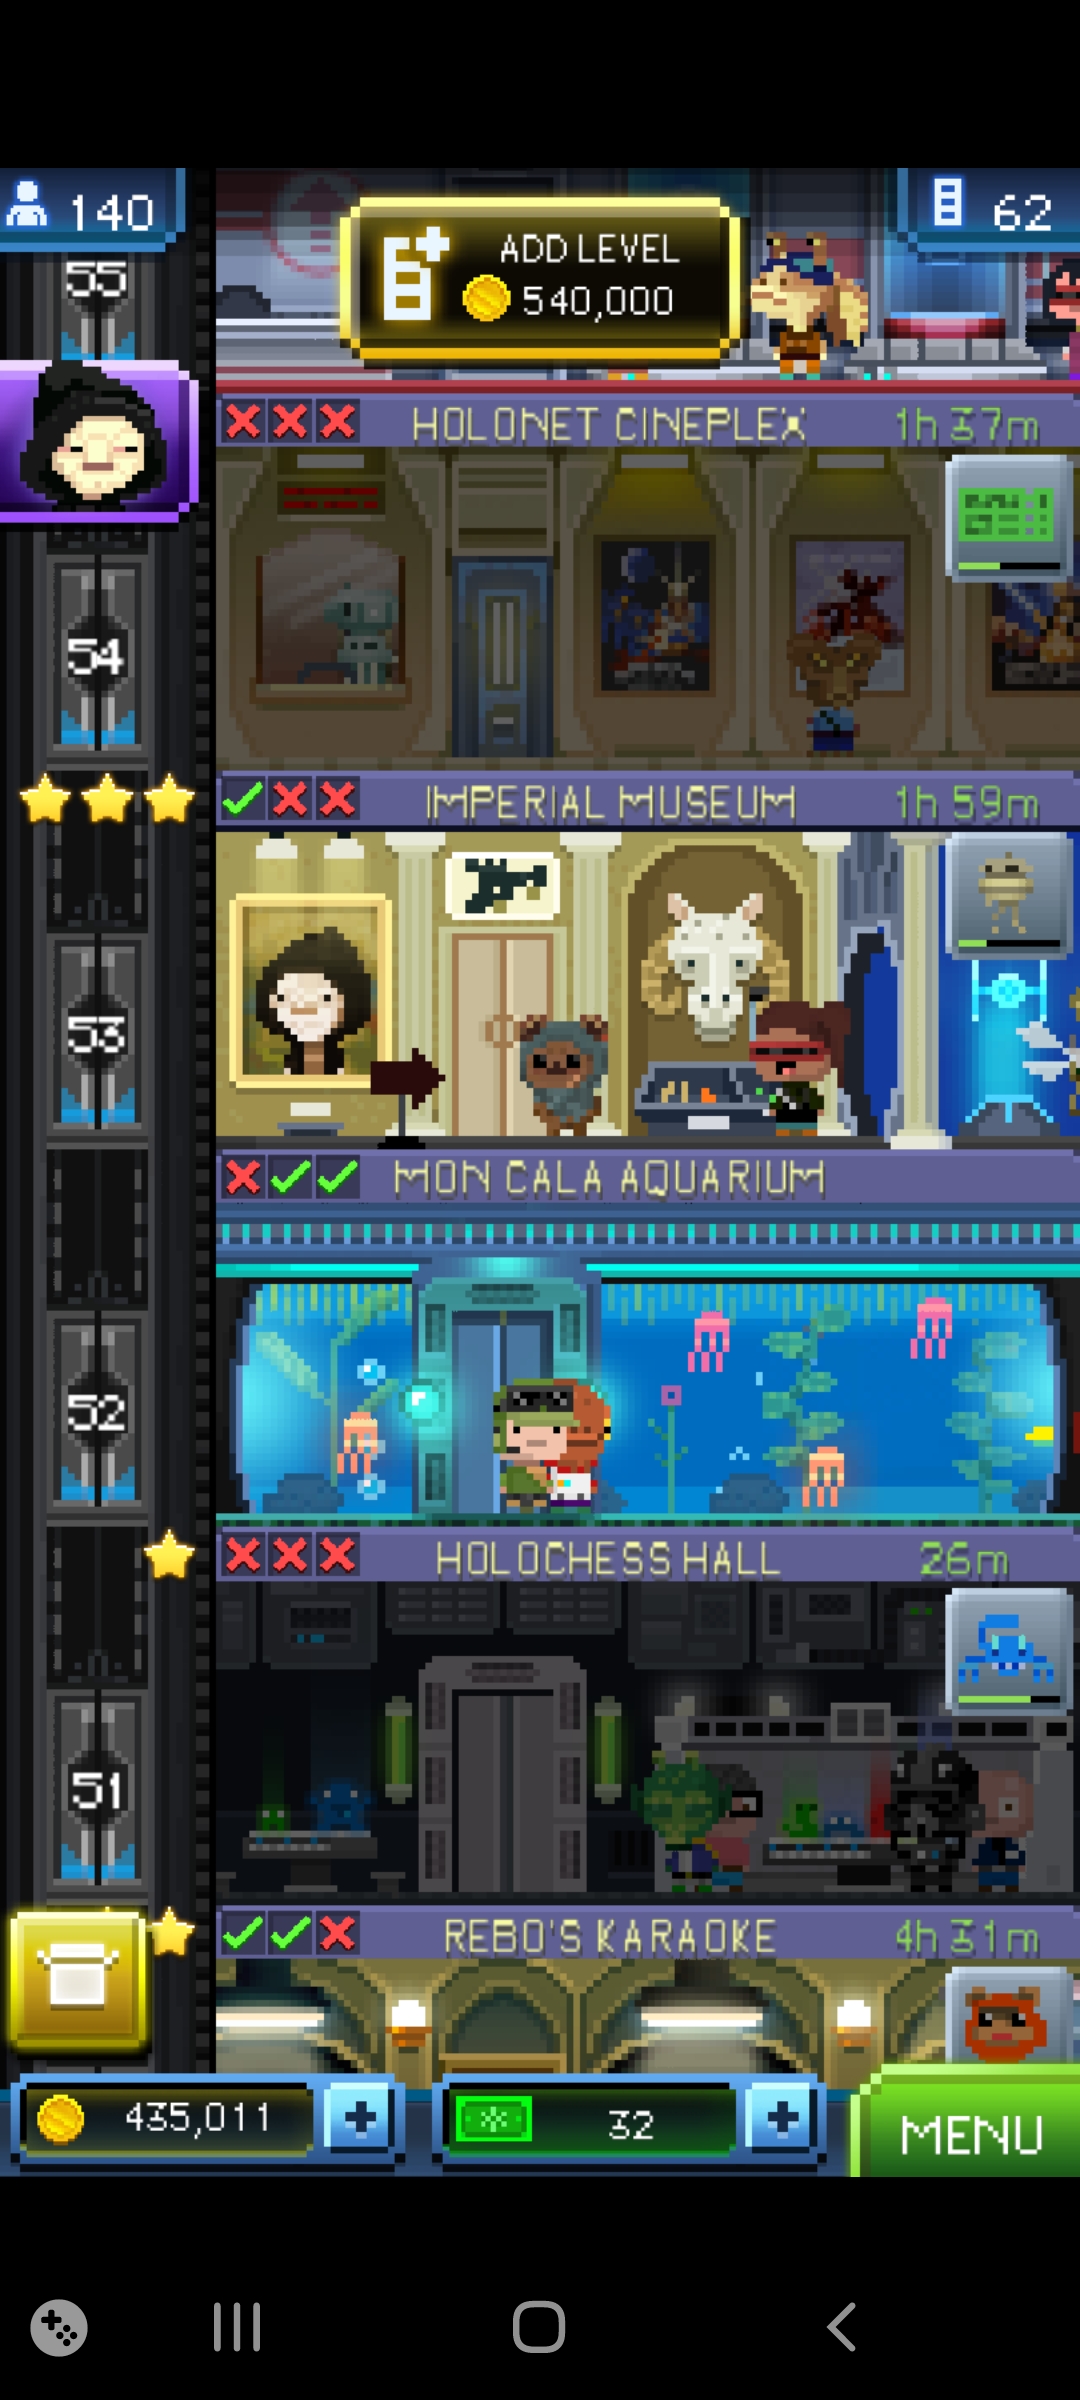 140
62
55
ADD LEVEL
540,000
HOLONET CINEPLEX
1h 37m
54
IMPERIAL MUSEUM
1h 59m
53
MON CALA AQUARIUM
52
HOLOCHESS HALL
26m
51
REBO'S KARAOKE
4h 31m
435,011
32
MENU